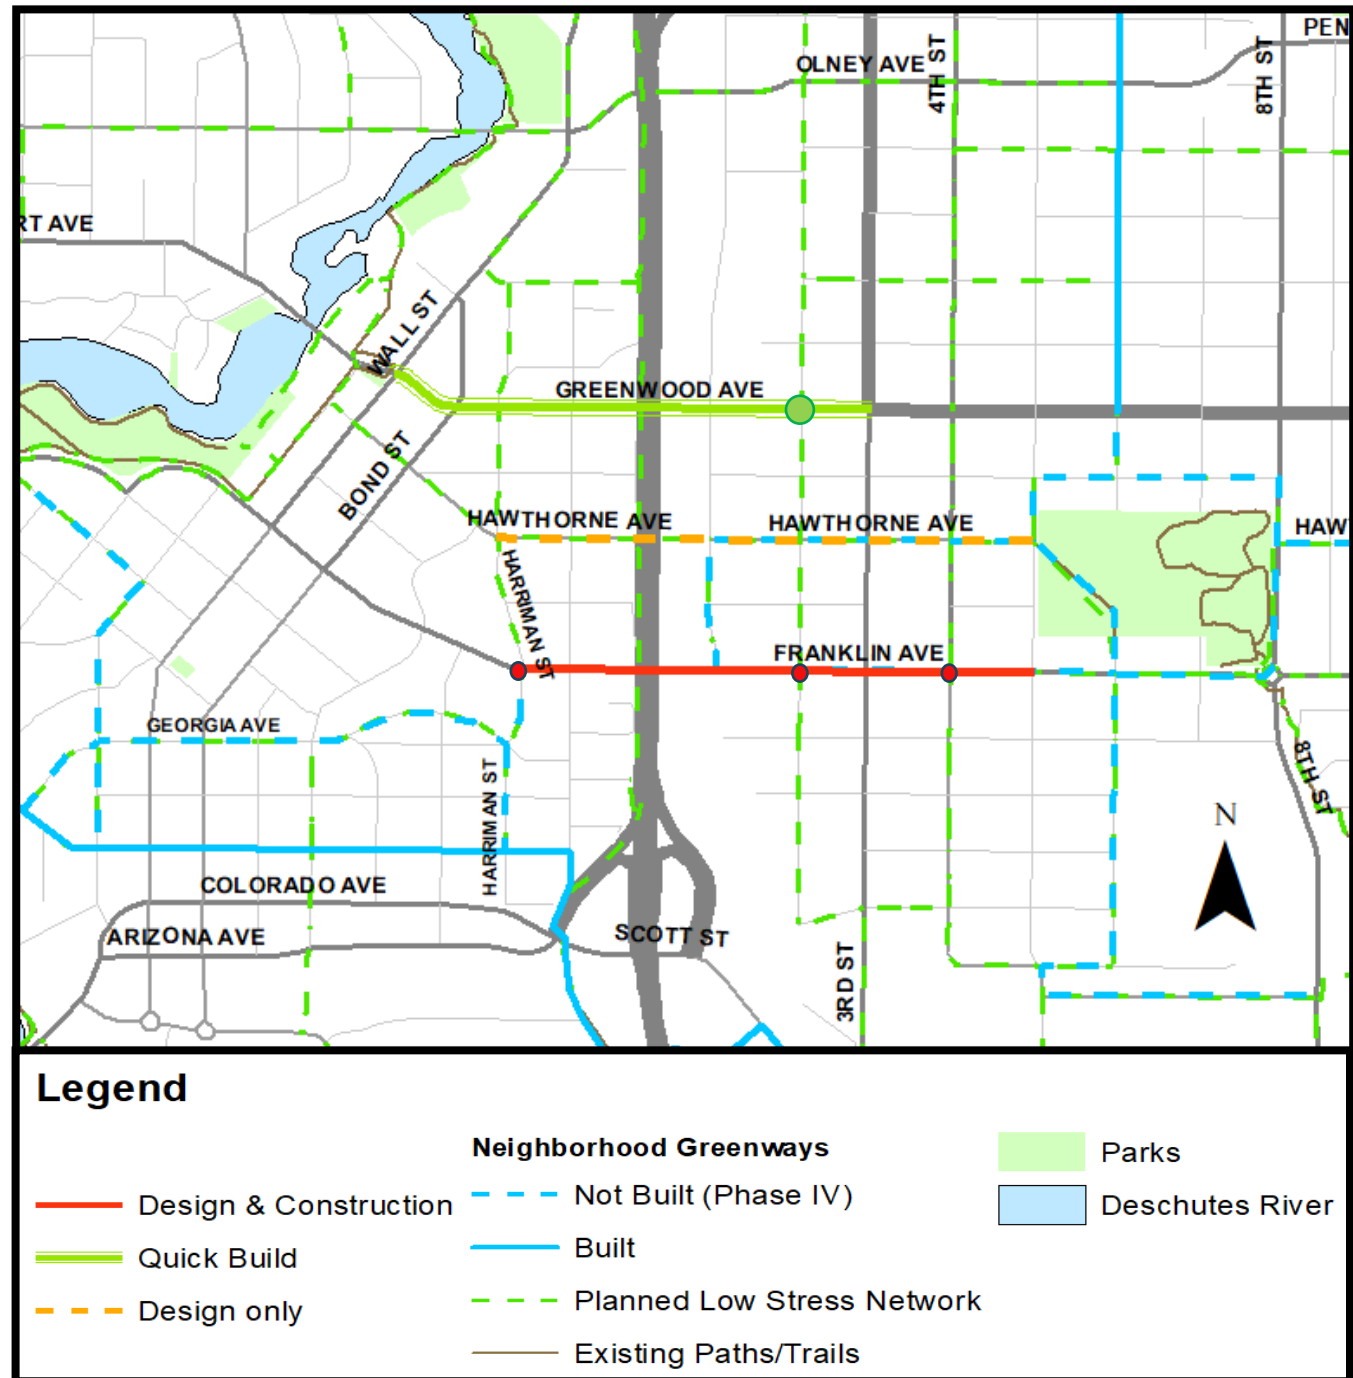 PEN
OLNEY AVE
4TH ST
8TH ST
RT AVE
WALL ST
GREENWOOD AVE
BOND ST
HAWTHORNE AVE
HAWTHORNE AVE
HAW
HARRIMAN ST
FRANKLIN AVE
GEORGIA AVE
HARRIMAN ST
8TH ST
N
COLORADO AVE
ARIZONA AVE
SCOTT ST
3RD ST
Legend
Design & Construction
Quick Build
Design only
Neighborhood Greenways
Not Built (Phase IV)
Built
Planned Low Stress Network
Existing Paths/Trails
Parks
Deschutes River